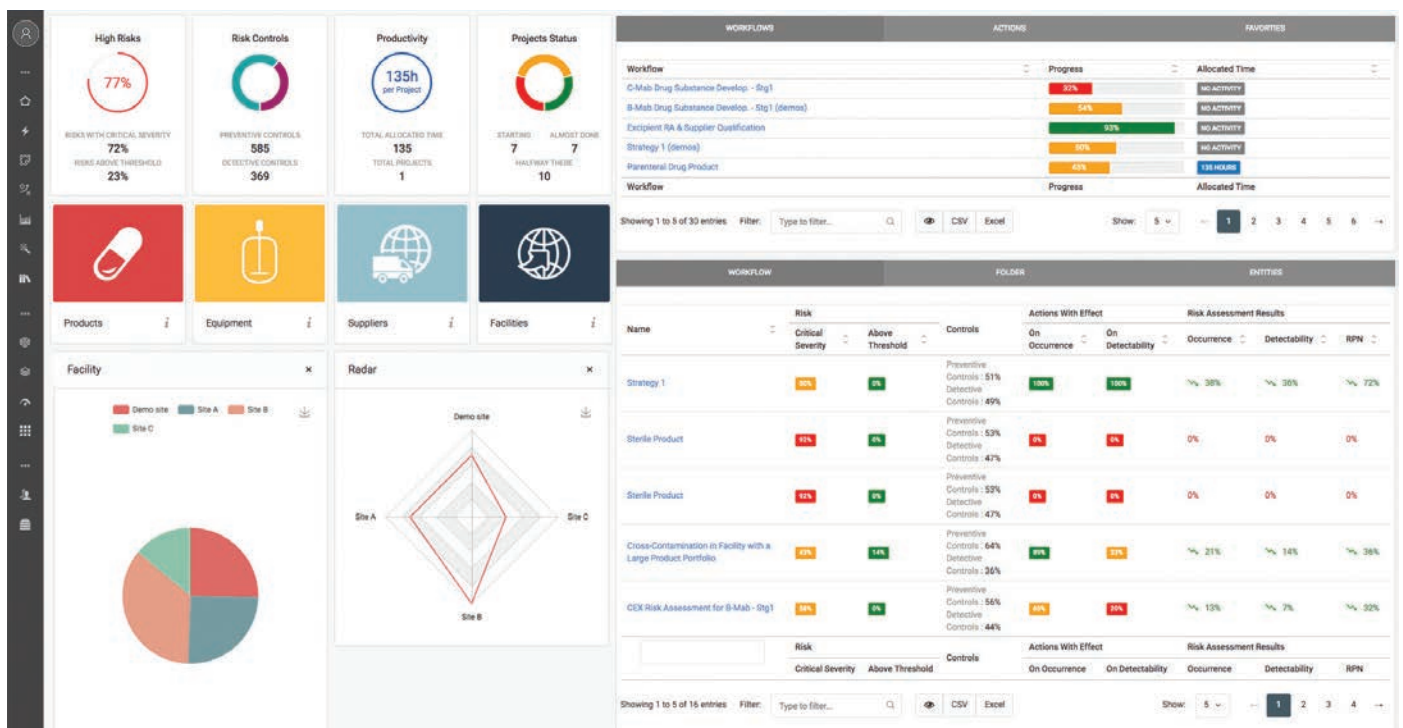 High Risks
77%
RISKS WITH CRITICAL SEVERITY
72%
RISKS ABOVE THRESHOLD
23%
Risk Controls
PREVENTIVE CONTROLS
585
DETECTIVE CONTROLS
369
Productivity
135h
per Project
TOTAL ALLOCATED TIME
135
TOTAL PROJECTS
1
Projects Status
STARTING ALMOST DONE
7 7
HALFWAY THERE
10
Products i
Equipment i
Suppliers i
Facilities i
Facility ×
Demo site Site A Site B
Site C
Radar ×
Demo site
Site A Site C
Site B
WORKFLOWS ACTIONS FAVORITIES
Workflow Progress Allocated Time
C-Mab Drug Substance Develop. - Stg1 32% NO ACTIVITY
B-Mab Drug Substance Develop. - Stg1 (demos) 54% NO ACTIVITY
Excipient RA & Supplier Qualification 93% NO ACTIVITY
Strategy 1 (demos) NO ACTIVITY
Parenteral Drug Product 45% 135 HOURS
Workflow Progress Allocated Time
Showing 1 to 5 of 30 entries Filter: Type to filter... CSV Excel Show: 5 ← 1 2 3 4 5 6 →
WORKFLOW FOLDER ENTITIES
Risk Actions With Effect Risk Assessment Results
Name Critical Severity Above Threshold Controls On Occurrence On Detectability Occurrence Detectability RPN
Strategy 1 0% Preventive Controls : 51% Detective Controls : 49% 100% 100% 38% 36% 72%
Sterile Product 92% 0% Preventive Controls : 53% Detective Controls : 47% 0% 0% 0% 0% 0%
Sterile Product 92% 0% Preventive Controls : 53% Detective Controls : 47% 0% 0% 0% 0% 0%
Cross-Contamination in Facility with a
Large Product Portfolio 14% Preventive Controls : 64% Detective Controls : 36% 21% 14% 36%
CEX Risk Assessment for B-Mab - Stg1 0% Preventive Controls : 56% Detective Controls : 44% 20% 13% 7% 32%
Risk Controls Actions With Effect Risk Assessment Results
Critical Severity Above Threshold On Occurrence On Detectability Occurrence Detectability RPN
Showing 1 to 5 of 16 entries Filter: Type to filter... CSV Excel Show: 5 ← 1 2 3 4 →